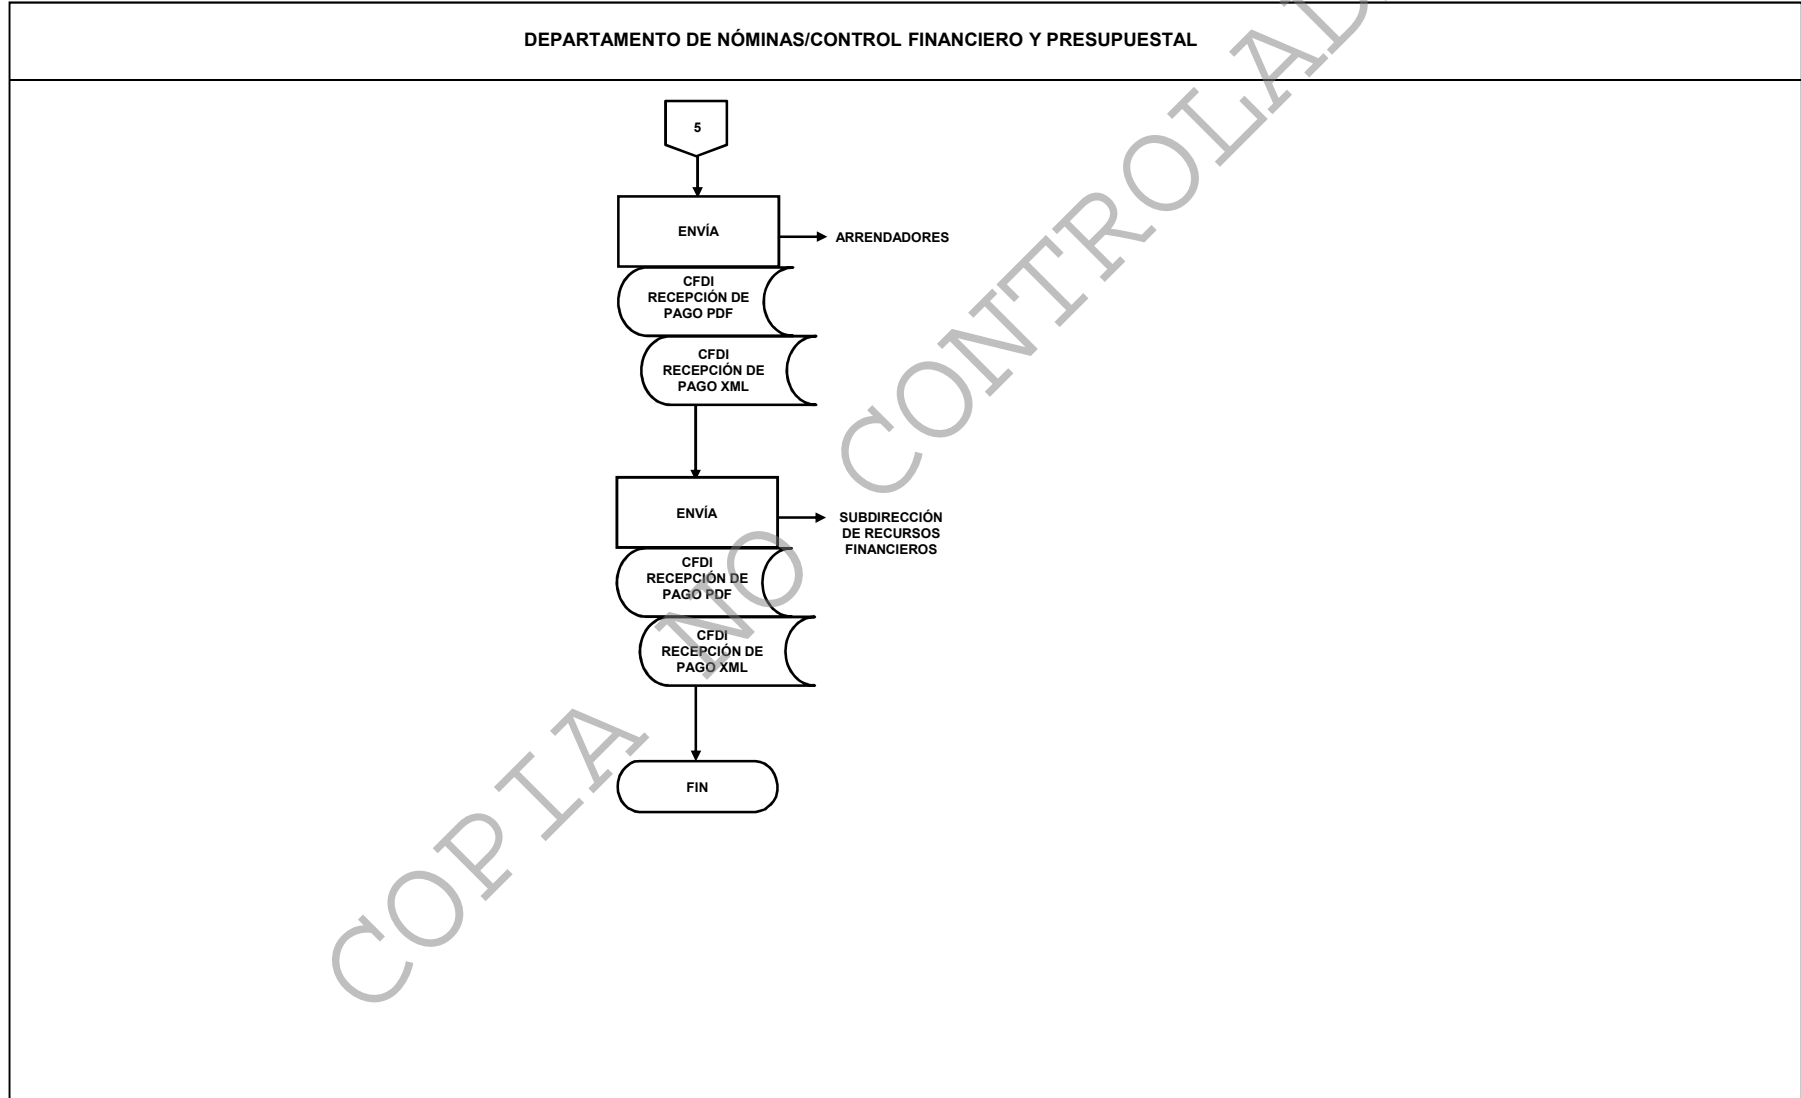 DEPARTAMENTO DE NÓMINAS/CONTROL FINANCIERO Y PRESUPUESTAL
5
ENVÍA
ARRENDADORES
CFDI
RECEPCIÓN DE
PAGO PDF
CFDI
RECEPCIÓN DE
PAGO XML
ENVÍA
SUBDIRECCIÓN
DE RECURSOS
FINANCIEROS
CFDI
RECEPCIÓN DE
PAGO PDF
CFDI
RECEPCIÓN DE
PAGO XML
FIN
COPIA NO CONTROLAD